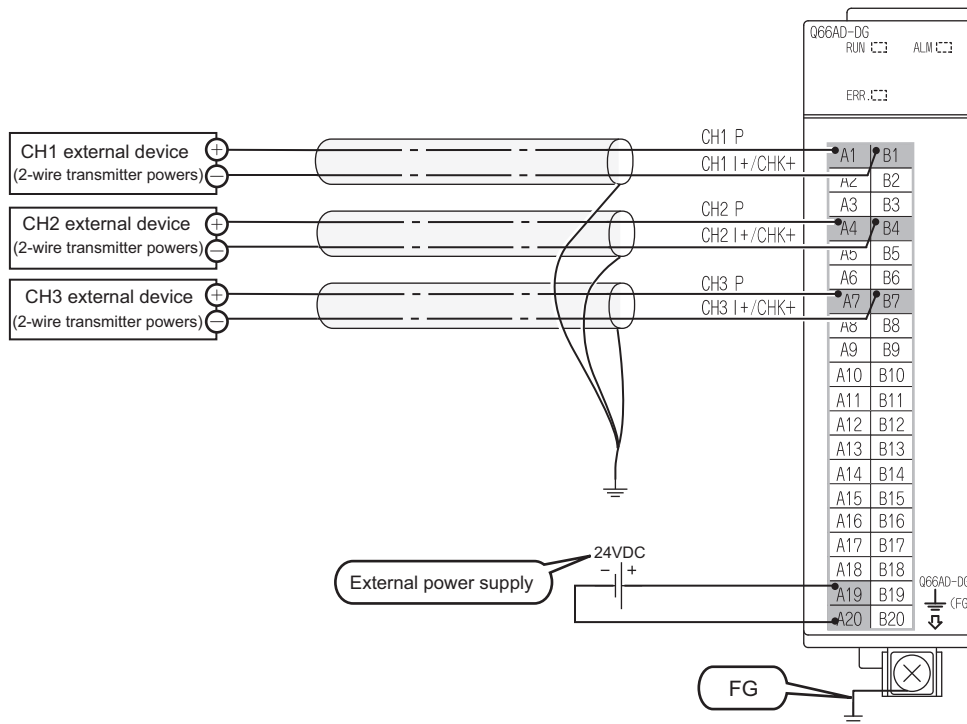 Q66AD-DG
RUN ALM
ERR.
CH1 external device +
(2-wire transmitter powers) −
CH1 P
CH1 I+/CHK+
CH2 external device +
(2-wire transmitter powers) −
CH2 P
CH2 I+/CHK+
CH3 external device +
(2-wire transmitter powers) −
CH3 P
CH3 I+/CHK+
A1 B1
A2 B2
A3 B3
A4 B4
A5 B5
A6 B6
A7 B7
A8 B8
A9 B9
A10 B10
A11 B11
A12 B12
A13 B13
A14 B14
A15 B15
A16 B16
A17 B17
A18 B18
A19 B19
A20 B20
24VDC
− +
External power supply
Q66AD-DG
(FG
FG